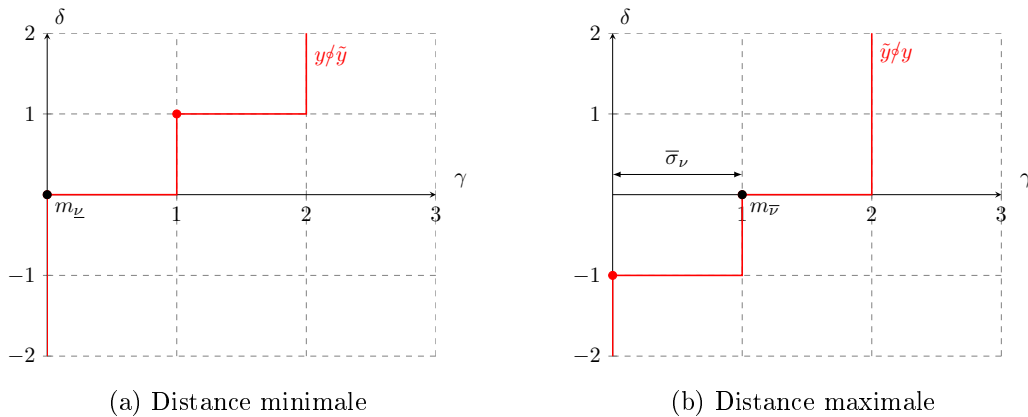 δ
2
y∮ỹ
1
γ
m_ν̲
1
2
3
−1
−2
(a) Distance minimale
δ
2
ỹ∮y
1
σ̅_ν
γ
m_ν̅
1
2
3
−1
−2
(b) Distance maximale